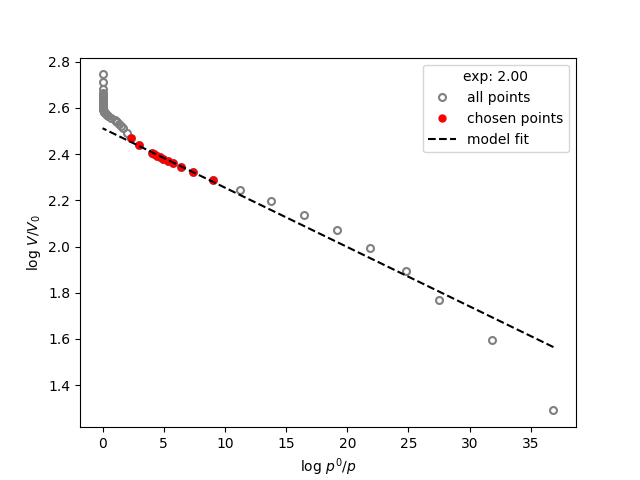 exp: 2.00
all points
chosen points
model fit
2.8
2.6
2.4
2.2
2.0
1.8
1.6
1.4
log V/V₀
0 5 10 15 20 25 30 35
log p⁰/p